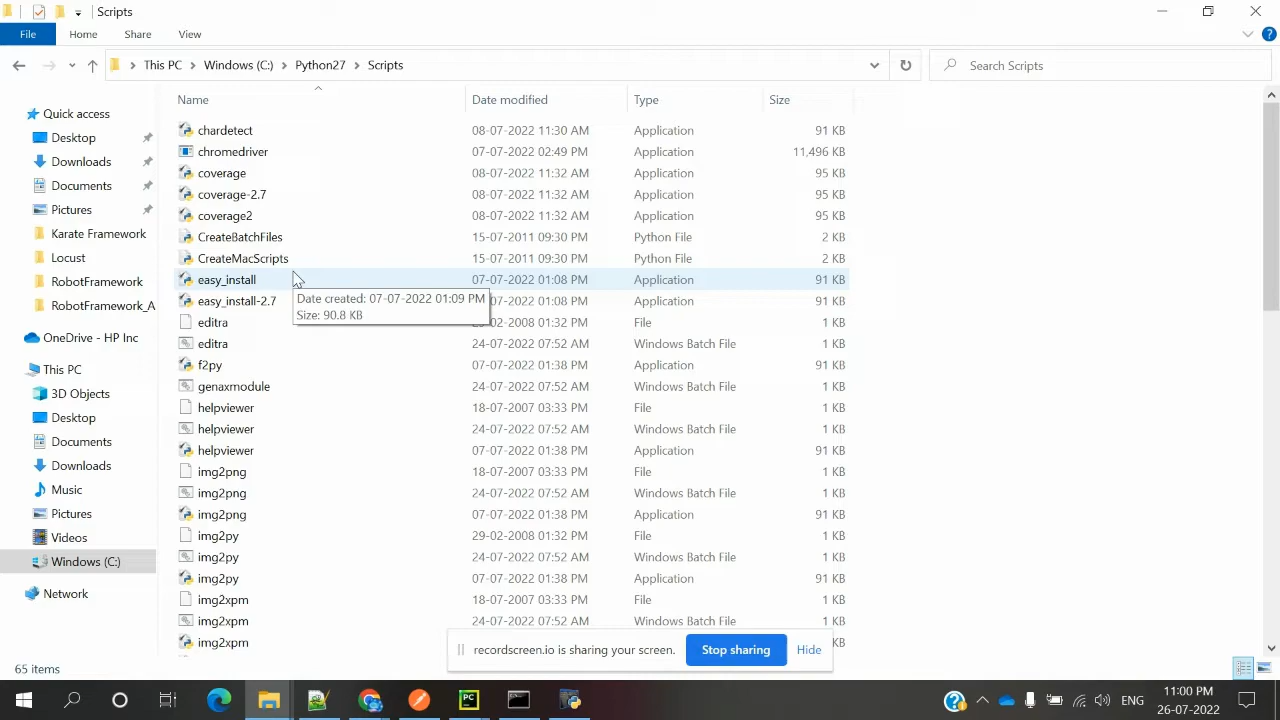 Scripts
File
Home
Share
View
This PC
Windows (C:)
Python27
Scripts
Search Scripts
Name
Date modified
Type
Size
Quick access
Desktop
Downloads
Documents
Pictures
Karate Framework
Locust
RobotFramework
RobotFramework_A
OneDrive - HP Inc
This PC
3D Objects
Desktop
Documents
Downloads
Music
Pictures
Videos
Windows (C:)
Network
chardetect 08-07-2022 11:30 AM Application 91 KB
chromedriver 07-07-2022 02:49 PM Application 11,496 KB
coverage 08-07-2022 11:32 AM Application 95 KB
coverage-2.7 08-07-2022 11:32 AM Application 95 KB
coverage2 08-07-2022 11:32 AM Application 95 KB
CreateBatchFiles 15-07-2011 09:30 PM Python File 2 KB
CreateMacScripts 15-07-2011 09:30 PM Python File 2 KB
easy_install 07-07-2022 01:08 PM Application 91 KB
easy_install-2.7 07-07-2022 01:08 PM Application 91 KB
Date created: 07-07-2022 01:09 PM
Size: 90.8 KB
editra -02-2008 01:32 PM File 1 KB
editra 24-07-2022 07:52 AM Windows Batch File 1 KB
f2py 07-07-2022 01:38 PM Application 91 KB
genaxmodule 24-07-2022 07:52 AM Windows Batch File 1 KB
helpviewer 18-07-2007 03:33 PM File 1 KB
helpviewer 24-07-2022 07:52 AM Windows Batch File 1 KB
helpviewer 07-07-2022 01:38 PM Application 91 KB
img2png 18-07-2007 03:33 PM File 1 KB
img2png 24-07-2022 07:52 AM Windows Batch File 1 KB
img2png 07-07-2022 01:38 PM Application 91 KB
img2py 29-02-2008 01:32 PM File 1 KB
img2py 24-07-2022 07:52 AM Windows Batch File 1 KB
img2py 07-07-2022 01:38 PM Application 91 KB
img2xpm 18-07-2007 03:33 PM File 1 KB
img2xpm 24-07-2022 07:52 AM Windows Batch File 1 KB
img2xpm KB
recordscreen.io is sharing your screen.
Stop sharing
Hide
65 items
ENG
11:00 PM
26-07-2022